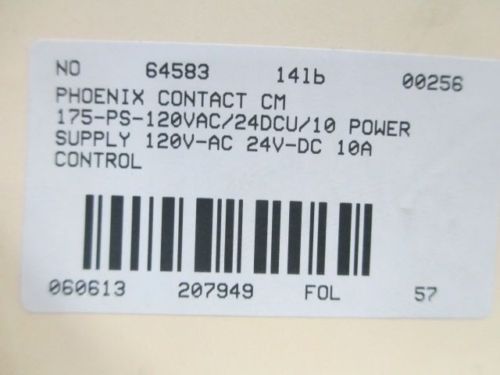 NO 64583 14lb 00256
PHOENIX CONTACT CM
175-PS-120VAC/24DCU/10 POWER
SUPPLY 120V-AC 24V-DC 10A
CONTROL
060613 207949 FOL 57